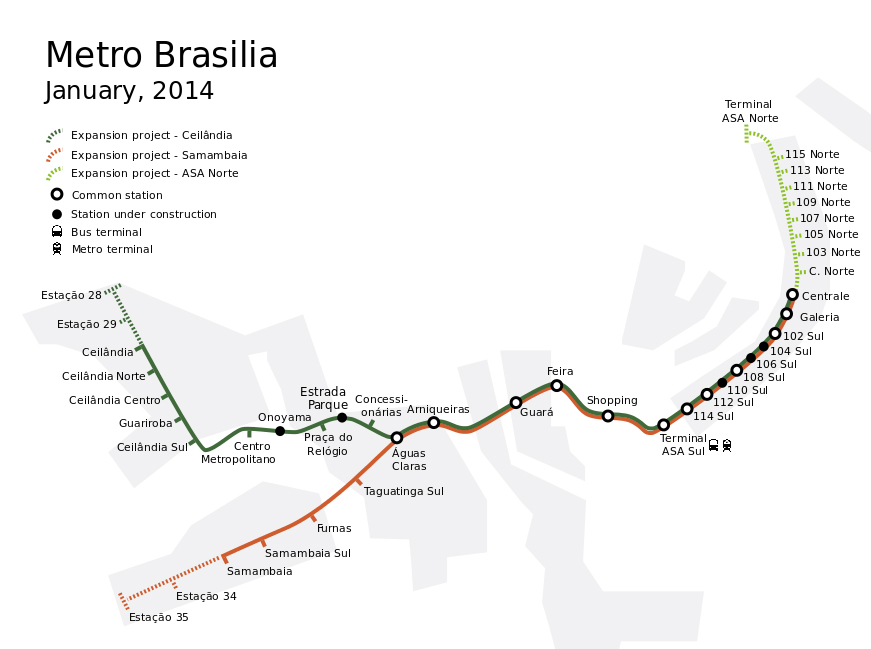 Metro Brasilia
January, 2014
Expansion project - Ceilândia
Expansion project - Samambaia
Expansion project - ASA Norte
Common station
Station under construction
Bus terminal
Metro terminal
Terminal
ASA Norte
115 Norte
113 Norte
111 Norte
109 Norte
107 Norte
105 Norte
103 Norte
C. Norte
Centrale
Galeria
102 Sul
104 Sul
106 Sul
108 Sul
110 Sul
112 Sul
114 Sul
Terminal
ASA Sul
Shopping
Feira
Guará
Arniqueiras
Águas
Claras
Concessi-
onárias
Estrada
Parque
Praça do
Relógio
Onoyama
Centro
Metropolitano
Estação 28
Estação 29
Ceilândia
Ceilândia Norte
Ceilândia Centro
Guariroba
Ceilândia Sul
Taguatinga Sul
Furnas
Samambaia Sul
Samambaia
Estação 34
Estação 35